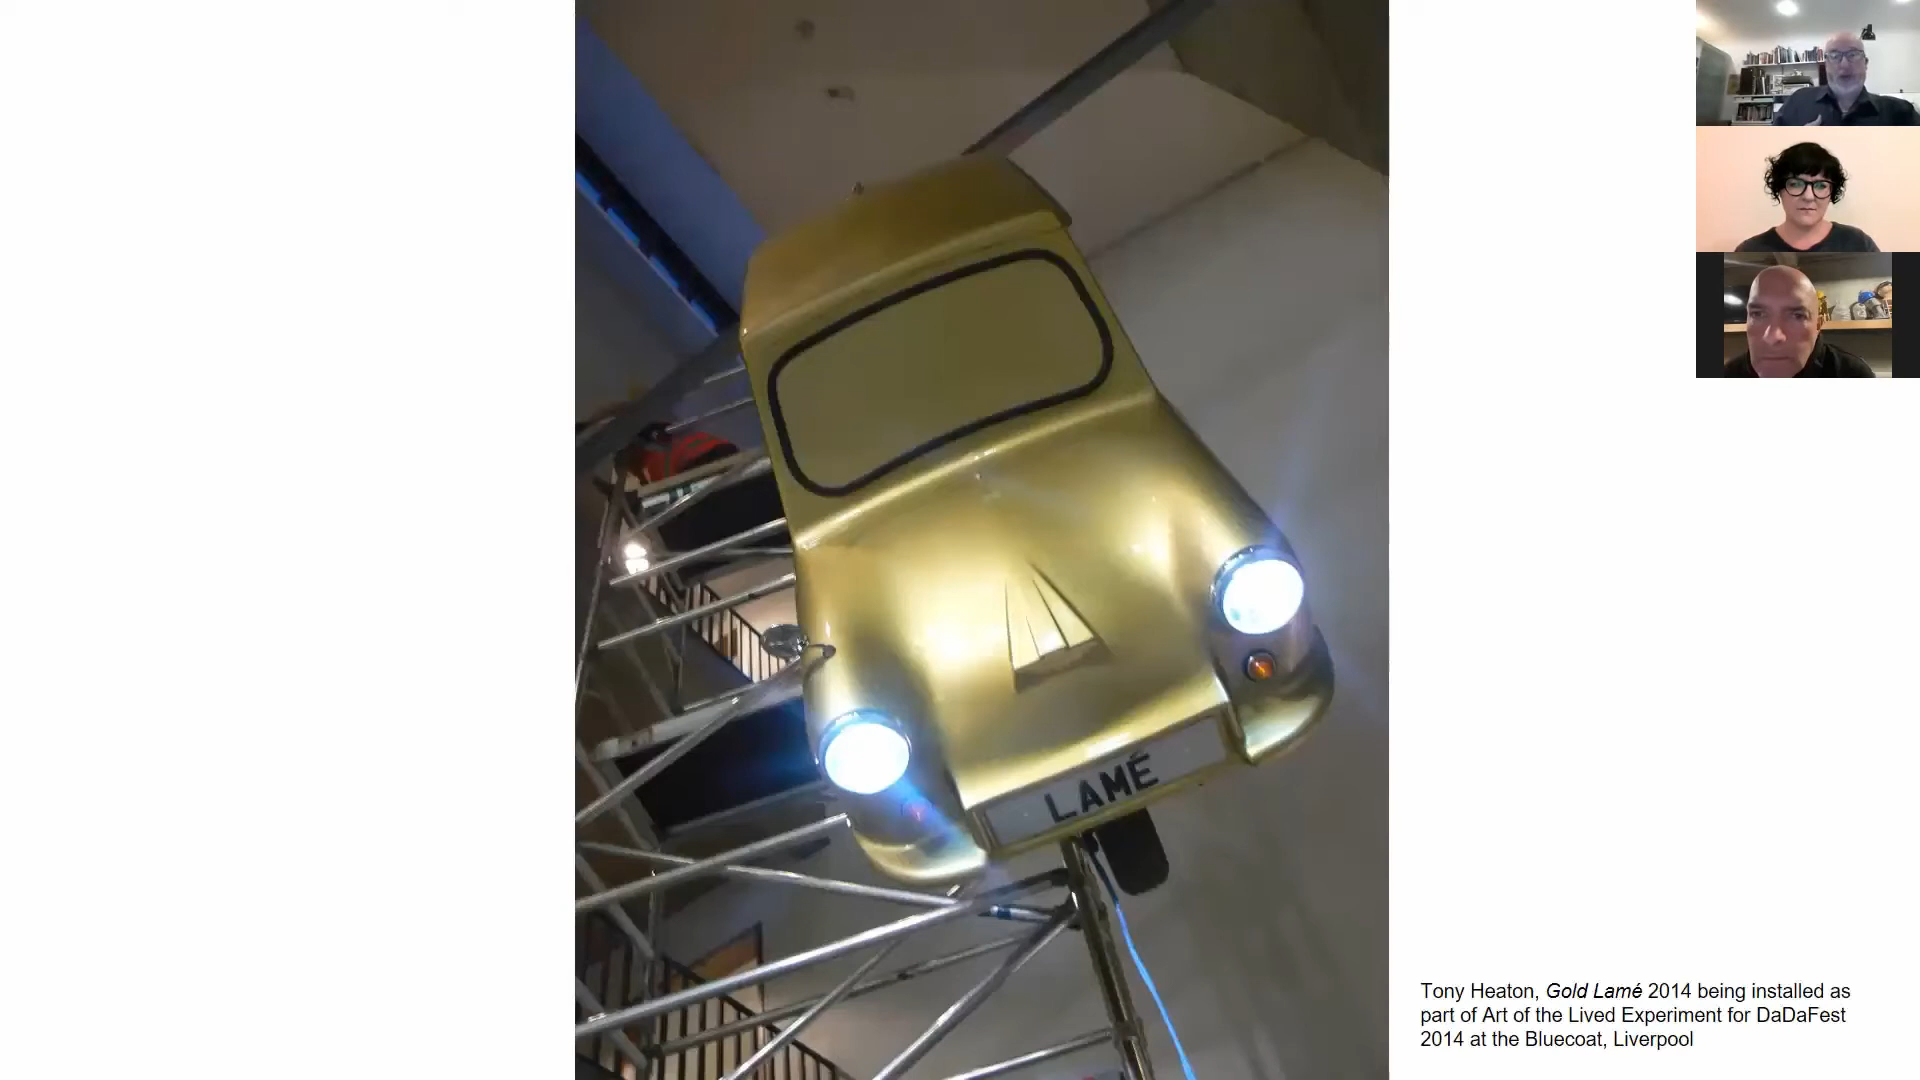 LAMÉ
Tony Heaton, Gold Lamé 2014 being installed as
part of Art of the Lived Experiment for DaDaFest
2014 at the Bluecoat, Liverpool